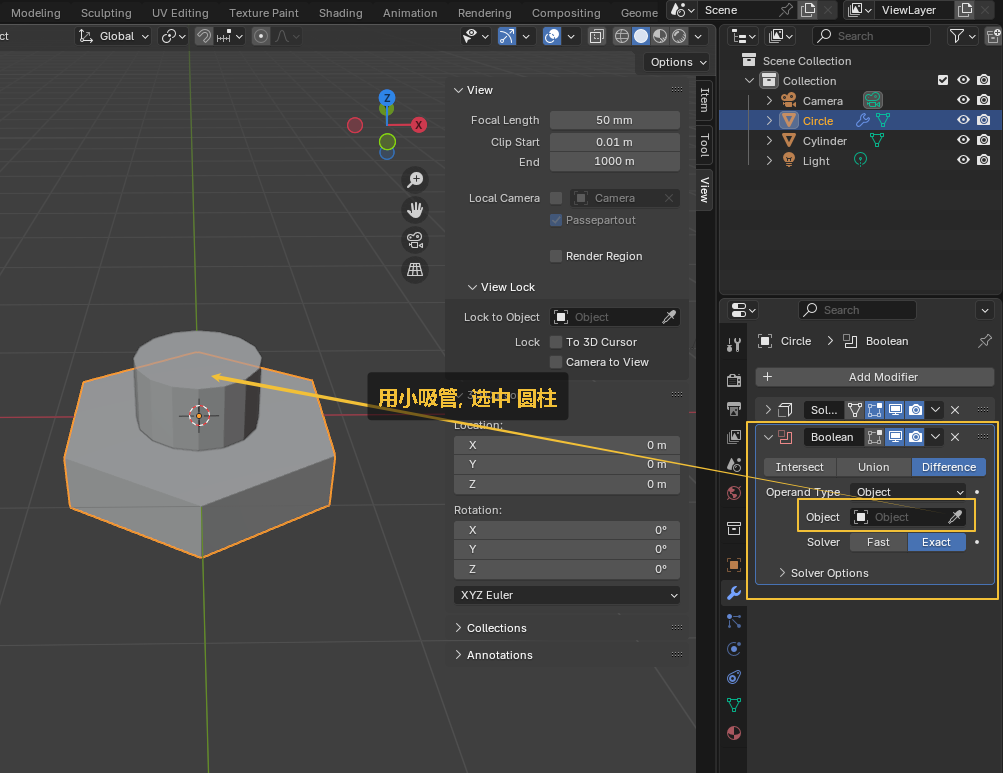 Modeling Sculpting UV Editing Texture Paint Shading Animation Rendering Compositing Geome Scene ViewLayer
ct Global
Options
View
Focal Length 50 mm
Clip Start 0.01 m
End 1000 m
Local Camera Camera
Passepartout
Render Region
View Lock
Lock to Object Object
Lock To 3D Cursor
Camera to View
用小吸管, 选中 圆柱
Location:
X 0 m
Y 0 m
Z 0 m
Rotation:
X 0°
Y 0°
Z 0°
XYZ Euler
Collections
Annotations
Item
Tool
View
Z
X
Search
Scene Collection
Collection
Camera
Circle
Cylinder
Light
Search
Circle Boolean
Add Modifier
Sol...
Boolean
Intersect Union Difference
Operand Type Object
Object Object
Solver Fast Exact
Solver Options